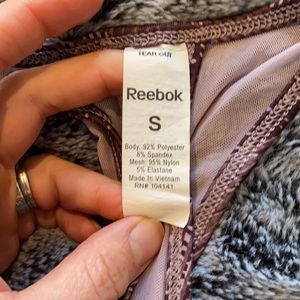 TEAR OUT
Reebok
S
Body: 92% Polyester
8% Spandex
Mesh: 95% Nylon
5% Elastane
Made In Vietnam
RN# 104141